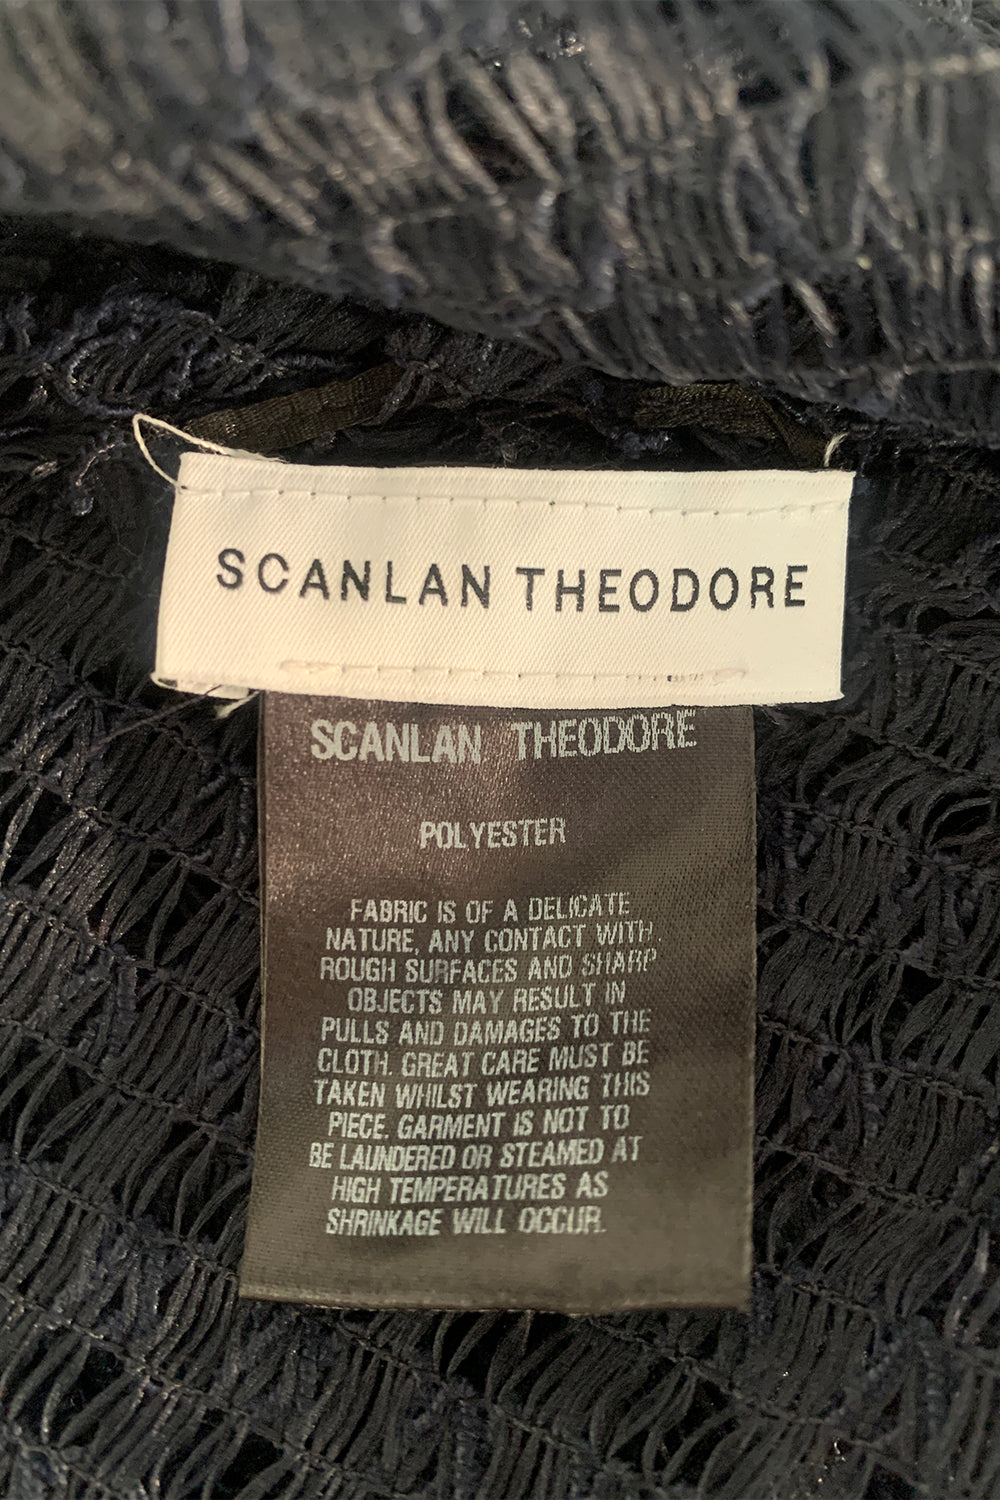 SCANLAN THEODORE
SCANLAN THEODORE
POLYESTER
FABRIC IS OF A DELICATE
NATURE, ANY CONTACT WITH
ROUGH SURFACES AND SHARP
OBJECTS MAY RESULT IN
PULLS AND DAMAGES TO THE
CLOTH. GREAT CARE MUST BE
TAKEN WHILST WEARING THIS
PIECE. GARMENT IS NOT TO
BE LAUNDERED OR STEAMED AT
HIGH TEMPERATURES AS
SHRINKAGE WILL OCCUR.